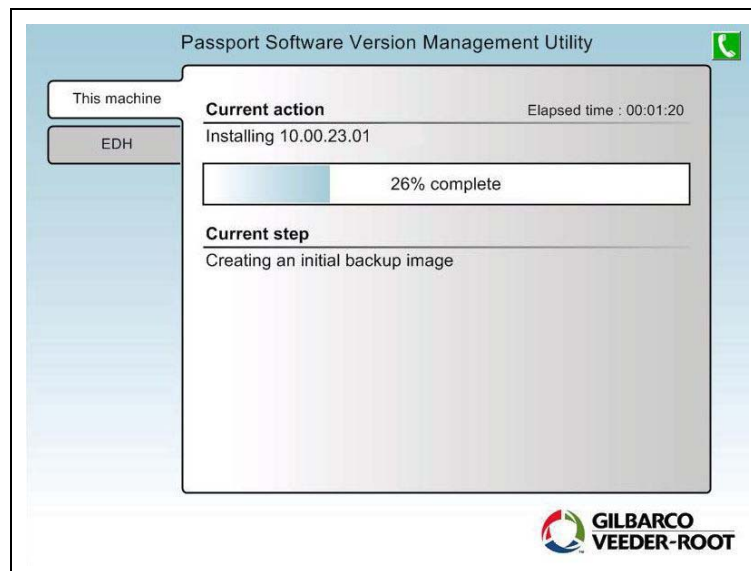 Passport Software Version Management Utility
This machine
EDH
Current action
Elapsed time : 00:01:20
Installing 10.00.23.01
26% complete
Current step
Creating an initial backup image
GILBARCO
VEEDER-ROOT